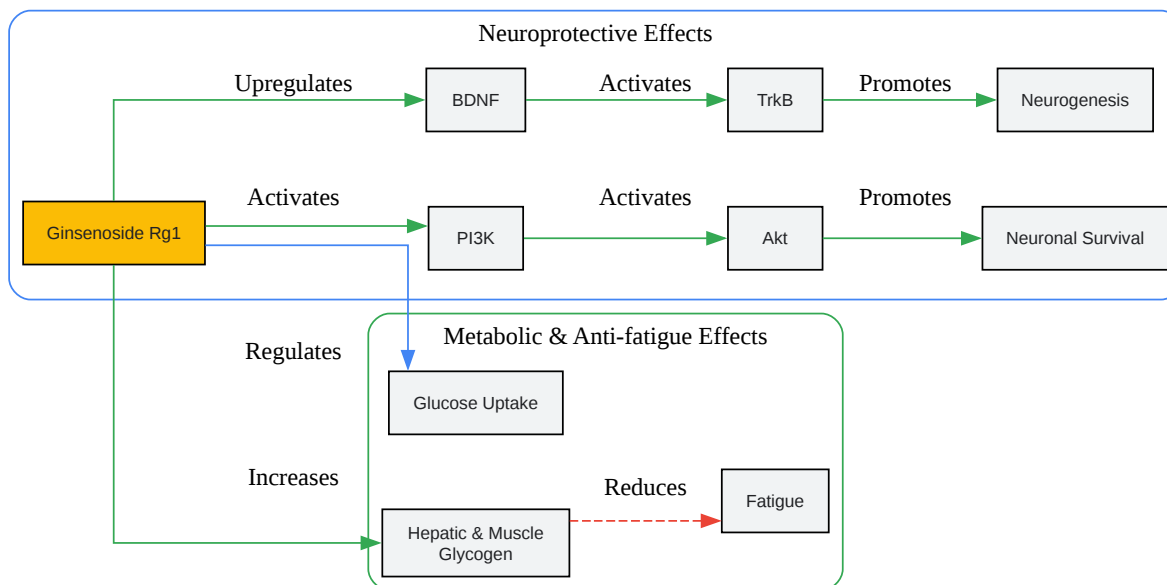 Neuroprotective Effects
Upregulates
BDNF
Activates
TrkB
Promotes
Neurogenesis
Ginsenoside Rg1
Activates
PI3K
Activates
Akt
Promotes
Neuronal Survival
Metabolic & Anti-fatigue Effects
Regulates
Glucose Uptake
Increases
Hepatic & Muscle
Glycogen
Reduces
Fatigue